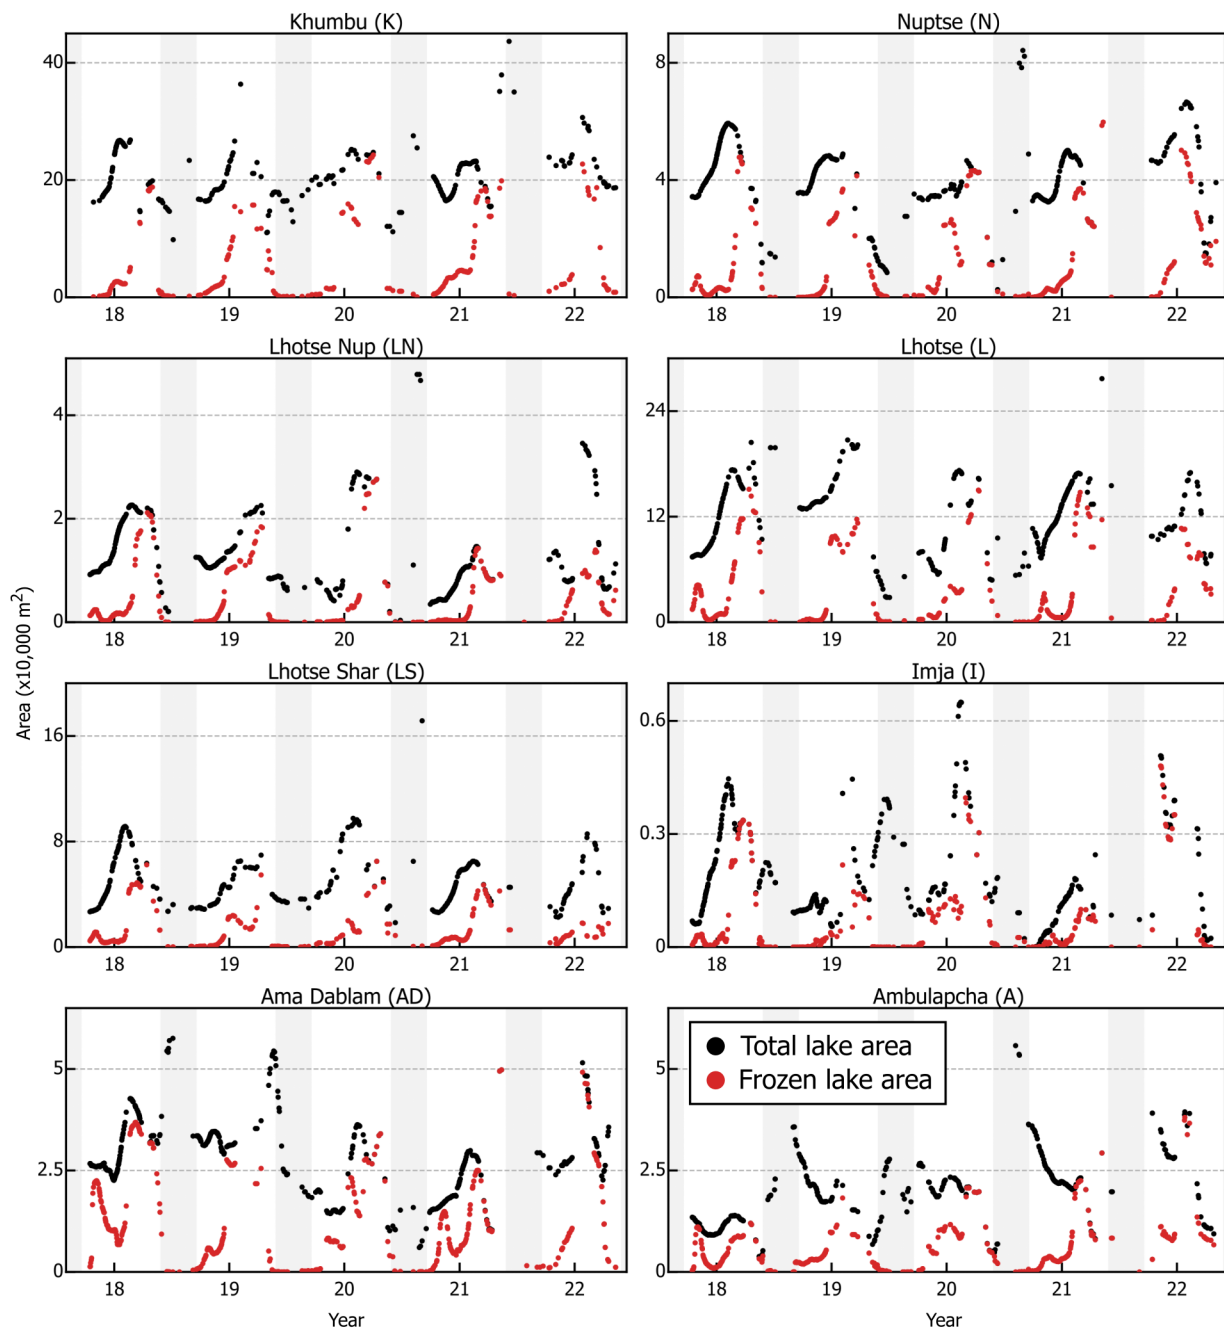 Khumbu (K)
40
20
0
18 19 20 21 22
Nuptse (N)
8
4
0
18 19 20 21 22
Lhotse Nup (LN)
4
2
0
18 19 20 21 22
Lhotse (L)
24
12
0
18 19 20 21 22
Area (x10,000 m²)
Lhotse Shar (LS)
16
8
0
18 19 20 21 22
Imja (I)
0.6
0.3
0
18 19 20 21 22
Ama Dablam (AD)
5
2.5
0
18 19 20 21 22
Year
Ambulapcha (A)
Total lake area
Frozen lake area
5
2.5
0
18 19 20 21 22
Year